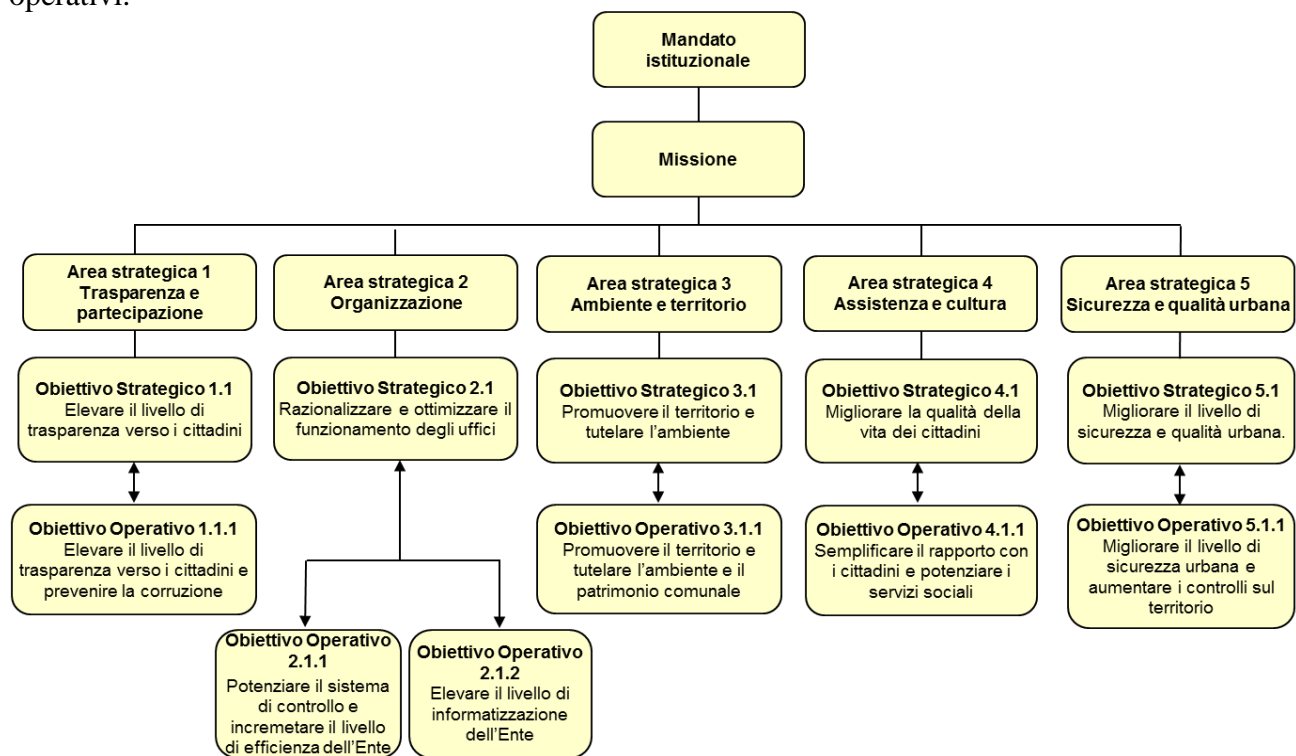 operativi.
Mandato
istituzionale
Missione
Area strategica 1
Trasparenza e
partecipazione
Area strategica 2
Organizzazione
Area strategica 3
Ambiente e territorio
Area strategica 4
Assistenza e cultura
Area strategica 5
Sicurezza e qualità urbana
Obiettivo Strategico 1.1
Elevare il livello di
trasparenza verso i cittadini
Obiettivo Strategico 2.1
Razionalizzare e ottimizzare il
funzionamento degli uffici
Obiettivo Strategico 3.1
Promuovere il territorio e
tutelare l'ambiente
Obiettivo Strategico 4.1
Migliorare la qualità della
vita dei cittadini
Obiettivo Strategico 5.1
Migliorare il livello di
sicurezza e qualità urbana.
Obiettivo Operativo 1.1.1
Elevare il livello di
trasparenza verso i cittadini e
prevenire la corruzione
Obiettivo Operativo 3.1.1
Promuovere il territorio e
tutelare l'ambiente e il
patrimonio comunale
Obiettivo Operativo 4.1.1
Semplificare il rapporto con
i cittadini e potenziare i
servizi sociali
Obiettivo Operativo 5.1.1
Migliorare il livello di
sicurezza urbana e
aumentare i controlli sul
territorio
Obiettivo Operativo
2.1.1
Potenziare il sistema
di controllo e
incremetare il livello
di efficienza dell'Ente
Obiettivo Operativo
2.1.2
Elevare il livello di
informatizzazione
dell'Ente